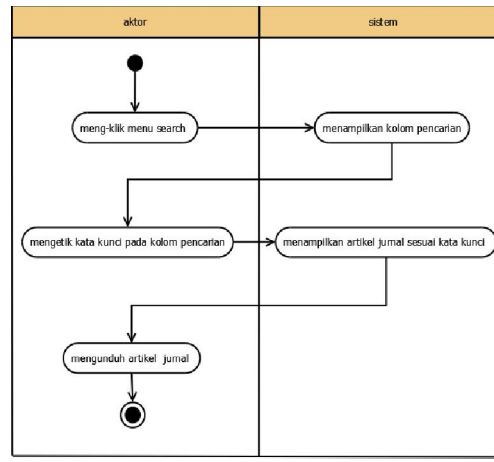 aktor
sistem
meng-klik menu search
menampilkan kolom pencarian
mengetik kata kunci pada kolom pencarian
menampilkan artikel jurnal sesuai kata kunci
mengunduh artikel jurnal